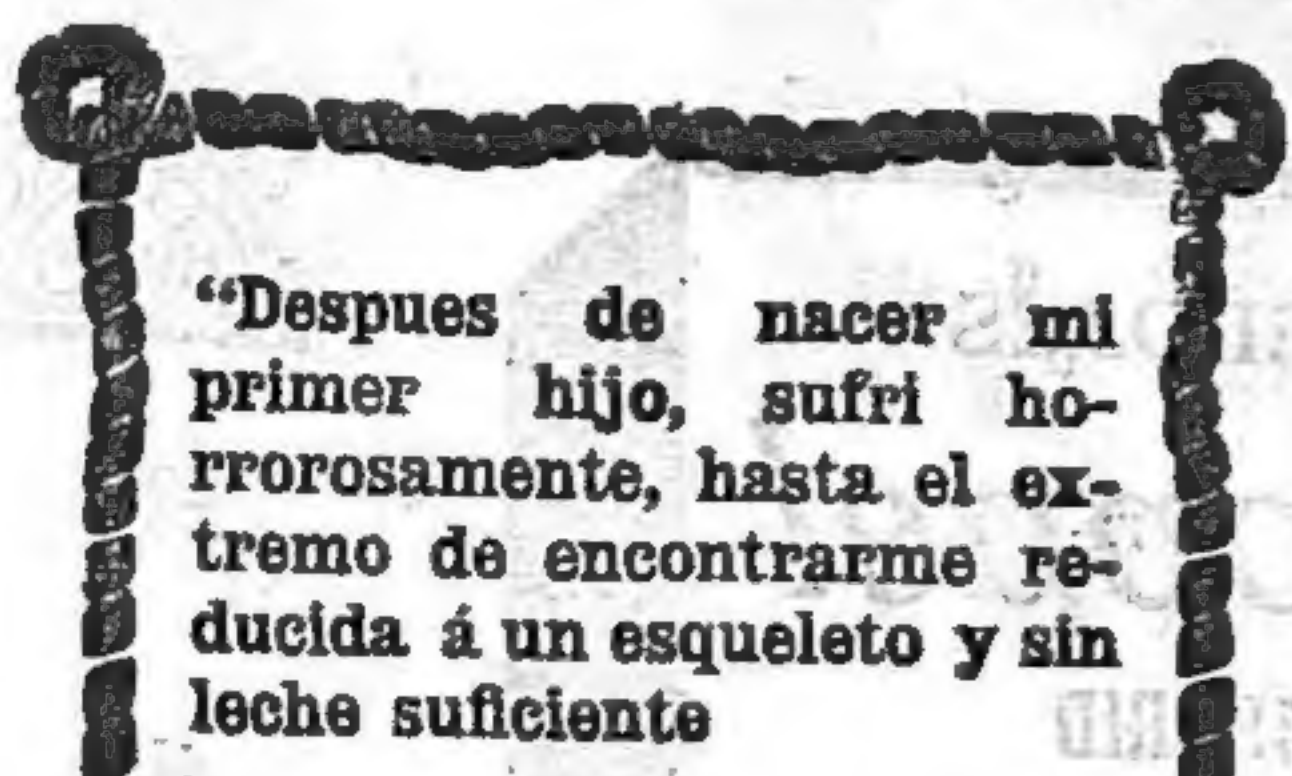 “Despues de nacer mi
primer hijo, sufri ho-
rrorosamente, hasta el ex-
tremo de encontrarme re-
ducida á un esqueleto y sin
leche suficiente